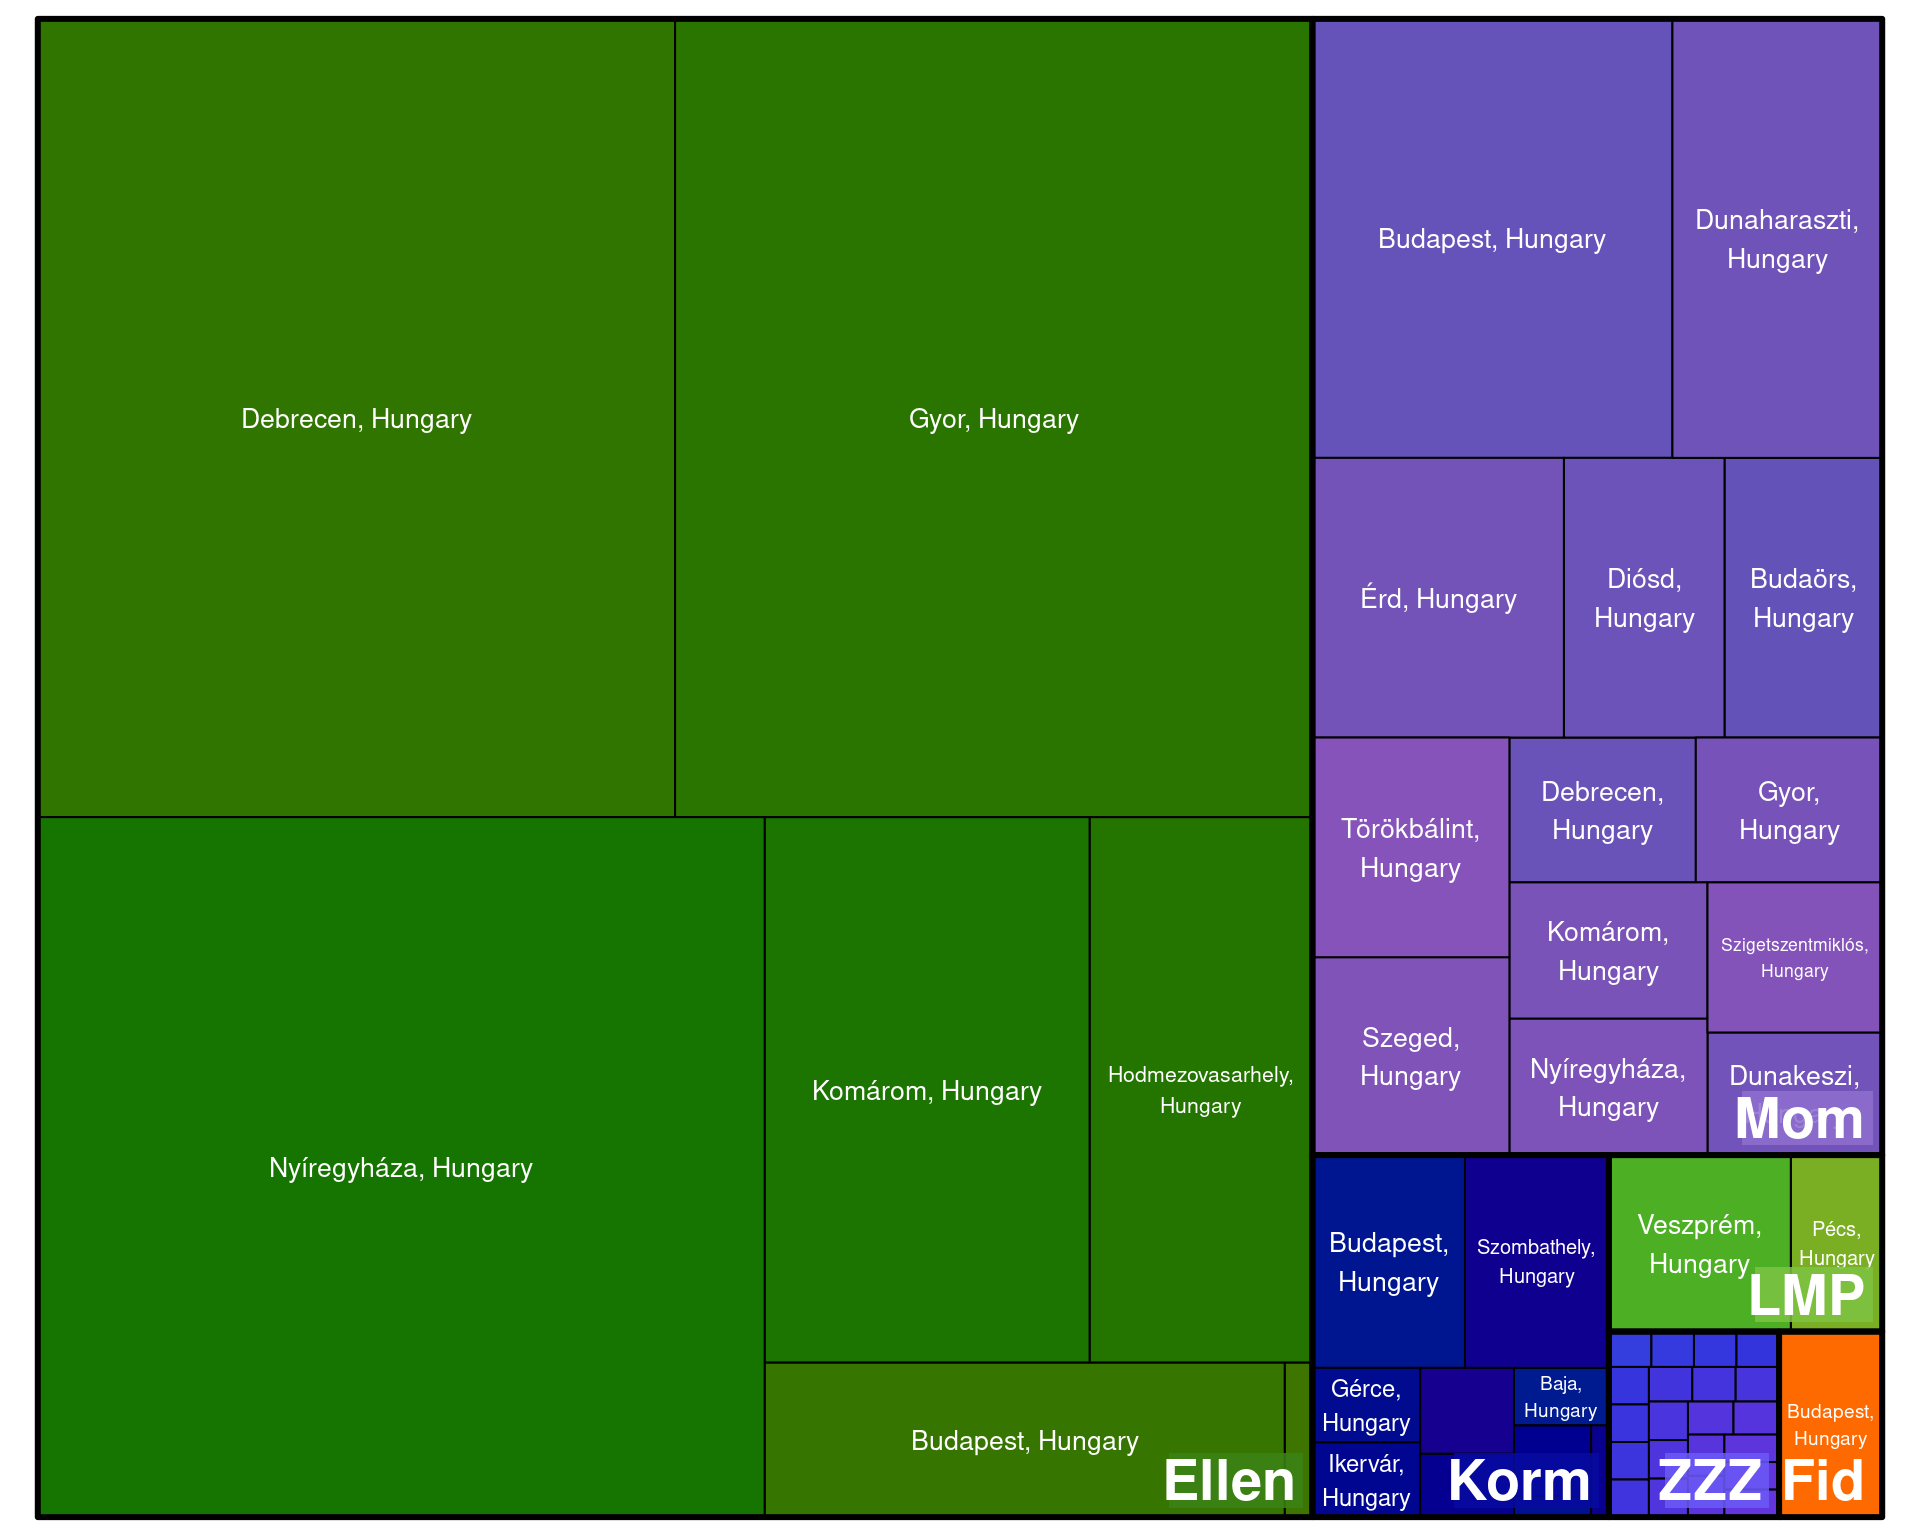 Debrecen, Hungary
Gyor, Hungary
Nyíregyháza, Hungary
Komárom, Hungary
Hodmezovasarhely,
Hungary
Budapest, Hungary
Ellen
Budapest, Hungary
Dunaharaszti,
Hungary
Érd, Hungary
Diósd,
Hungary
Budaörs,
Hungary
Törökbálint,
Hungary
Debrecen,
Hungary
Gyor,
Hungary
Szeged,
Hungary
Komárom,
Hungary
Szigetszentmiklós,
Hungary
Nyíregyháza,
Hungary
Dunakeszi,
Mom
Budapest,
Hungary
Szombathely,
Hungary
Gérce,
Hungary
Baja,
Hungary
Ikervár,
Hungary
Korm
Veszprém,
Hungary
Pécs,
Hungary
LMP
ZZZ
Budapest,
Hungary
Fid